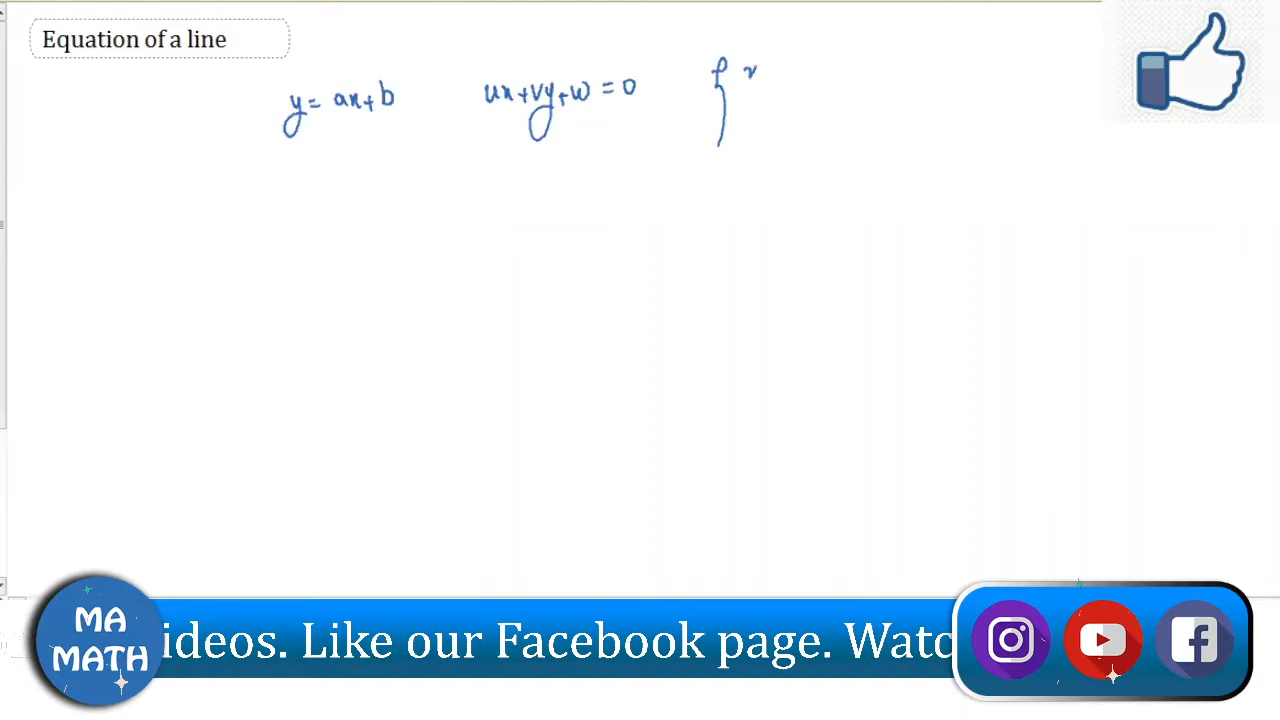 Equation of a line
y = ax + b   ux + vy + w = 0   { x
MA
MATH
ideos. Like our Facebook page. Watc